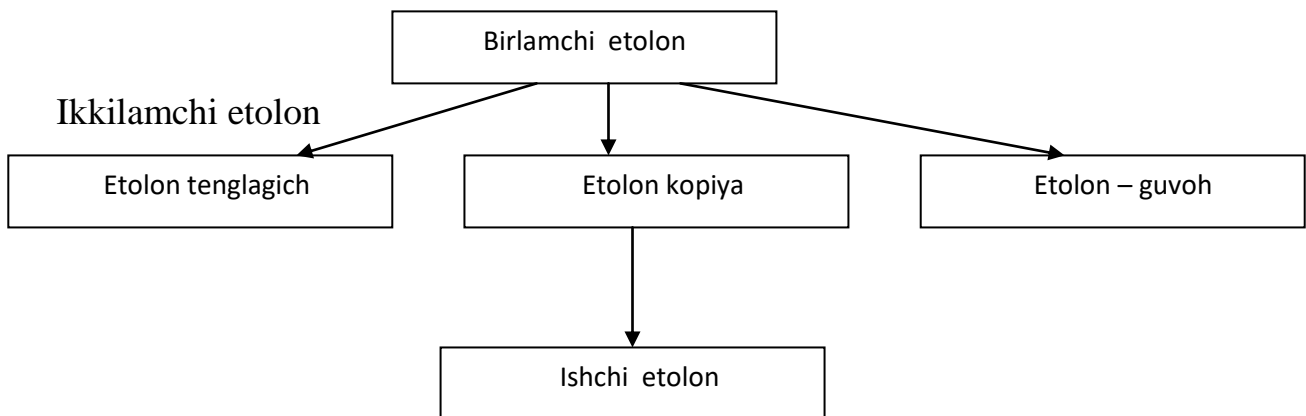 Birlamchi etolon
Ikkilamchi etolon
Etolon tenglagich
Etolon kopiya
Etolon – guvoh
Ishchi etolon